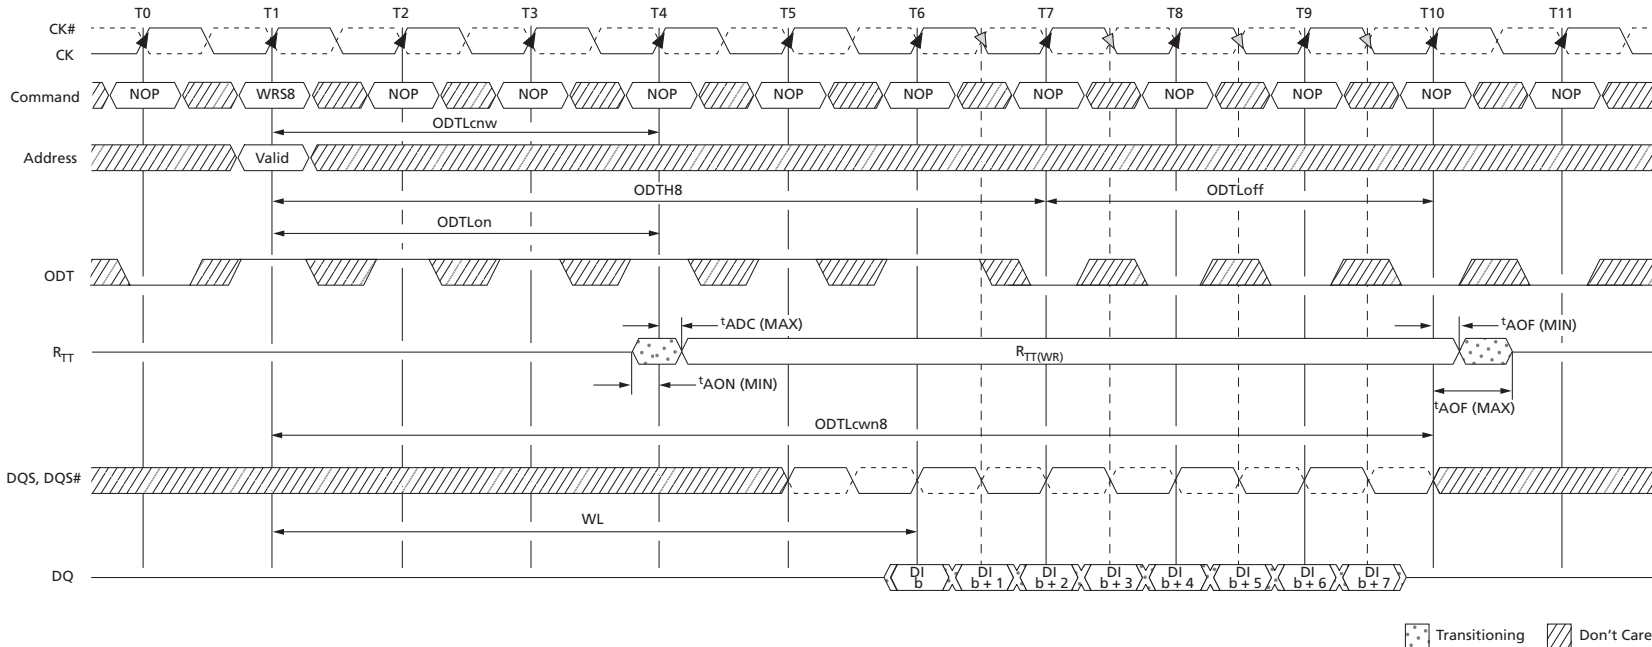 T0 T1 T2 T3 T4 T5 T6 T7 T8 T9 T10 T11
CK#
CK
Command NOP WRS8 NOP NOP NOP NOP NOP NOP NOP NOP NOP NOP
ODTLcnw
Address Valid
ODTH8 ODTLoff
ODTLon
ODT
tADC (MAX) tAOF (MIN)
RTT RTT(WR)
tAON (MIN)
tAOF (MAX)
ODTLcwn8
DQS, DQS#
WL
DQ DI b DI b + 1 DI b + 2 DI b + 3 DI b + 4 DI b + 5 DI b + 6 DI b + 7
Transitioning Don't Care